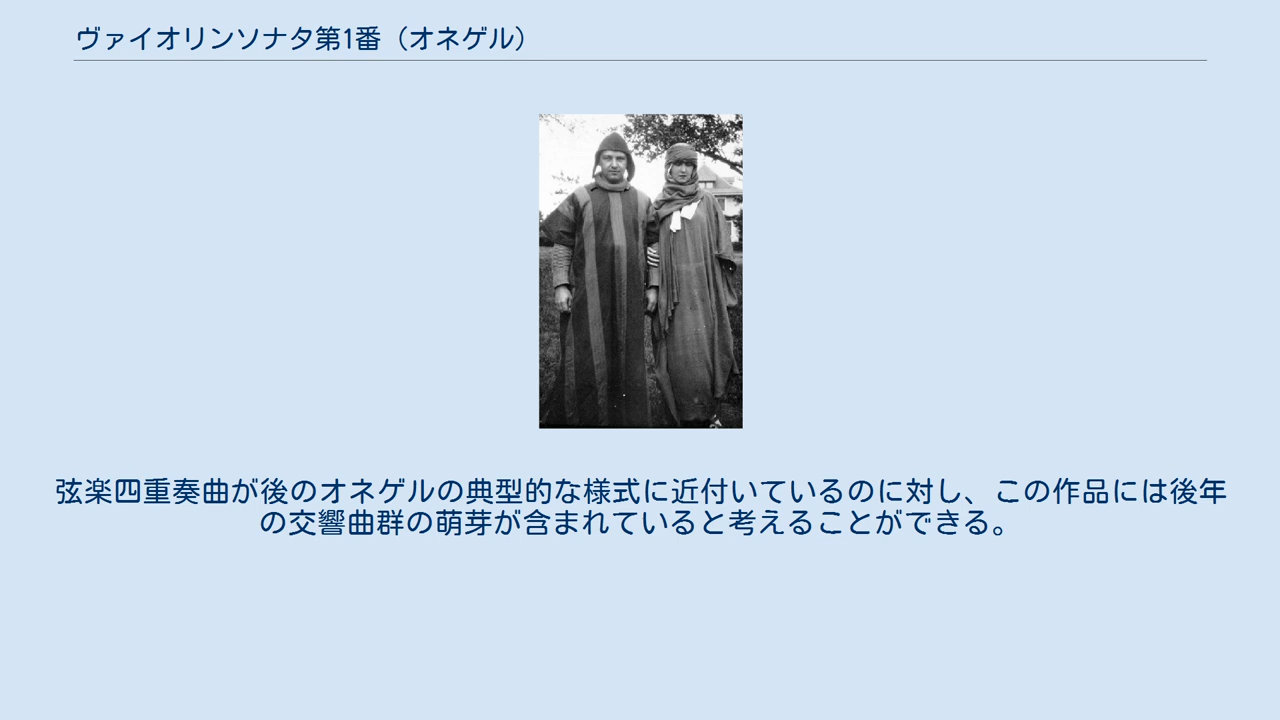 ヴァイオリンソナタ第1番（オネゲル）
弦楽四重奏曲が後のオネゲルの典型的な様式に近付いているのに対し、この作品には後年
の交響曲群の萌芽が含まれていると考えることができる。